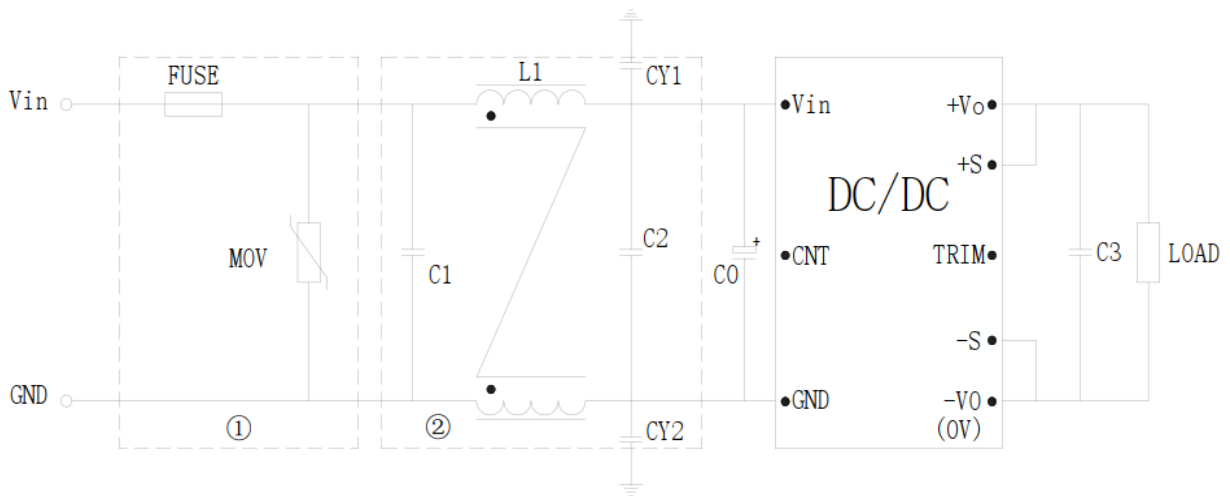 FUSE
L1
CY1
Vin
Vin
+Vo
+S
DC/DC
MOV
C1
C2
+
C0
CNT
TRIM
C3
LOAD
-S
GND
GND
-VO
(0V)
①
②
CY2